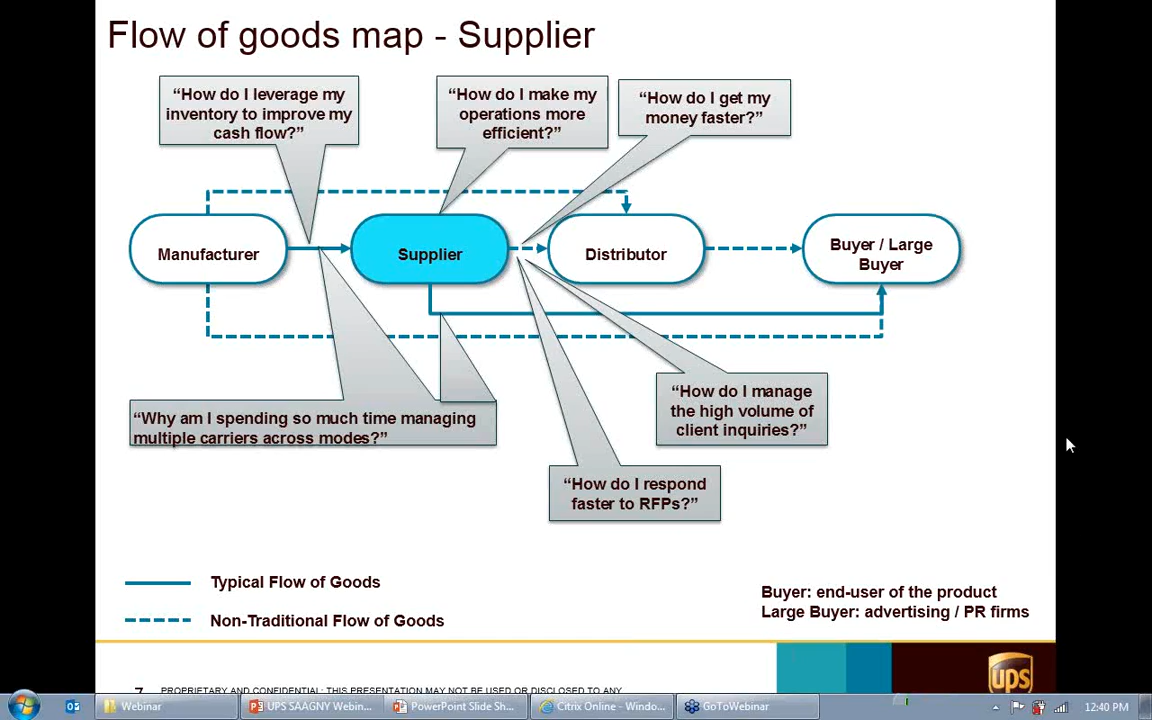 Flow of goods map - Supplier
“How do I leverage my
inventory to improve my
cash flow?”
“How do I make my
operations more
efficient?”
“How do I get my
money faster?”
Manufacturer
Supplier
Distributor
Buyer / Large
Buyer
“Why am I spending so much time managing
multiple carriers across modes?”
“How do I manage
the high volume of
client inquiries?”
“How do I respond
faster to RFPs?”
Typical Flow of Goods
Non-Traditional Flow of Goods
Buyer: end-user of the product
Large Buyer: advertising / PR firms
7
PROPRIETARY AND CONFIDENTIAL: THIS PRESENTATION MAY NOT BE USED OR DISCLOSED TO ANY
ups
Webinar
UPS SAAGNY Webin...
PowerPoint Slide Sh...
Citrix Online - Windo...
GoToWebinar
12:40 PM